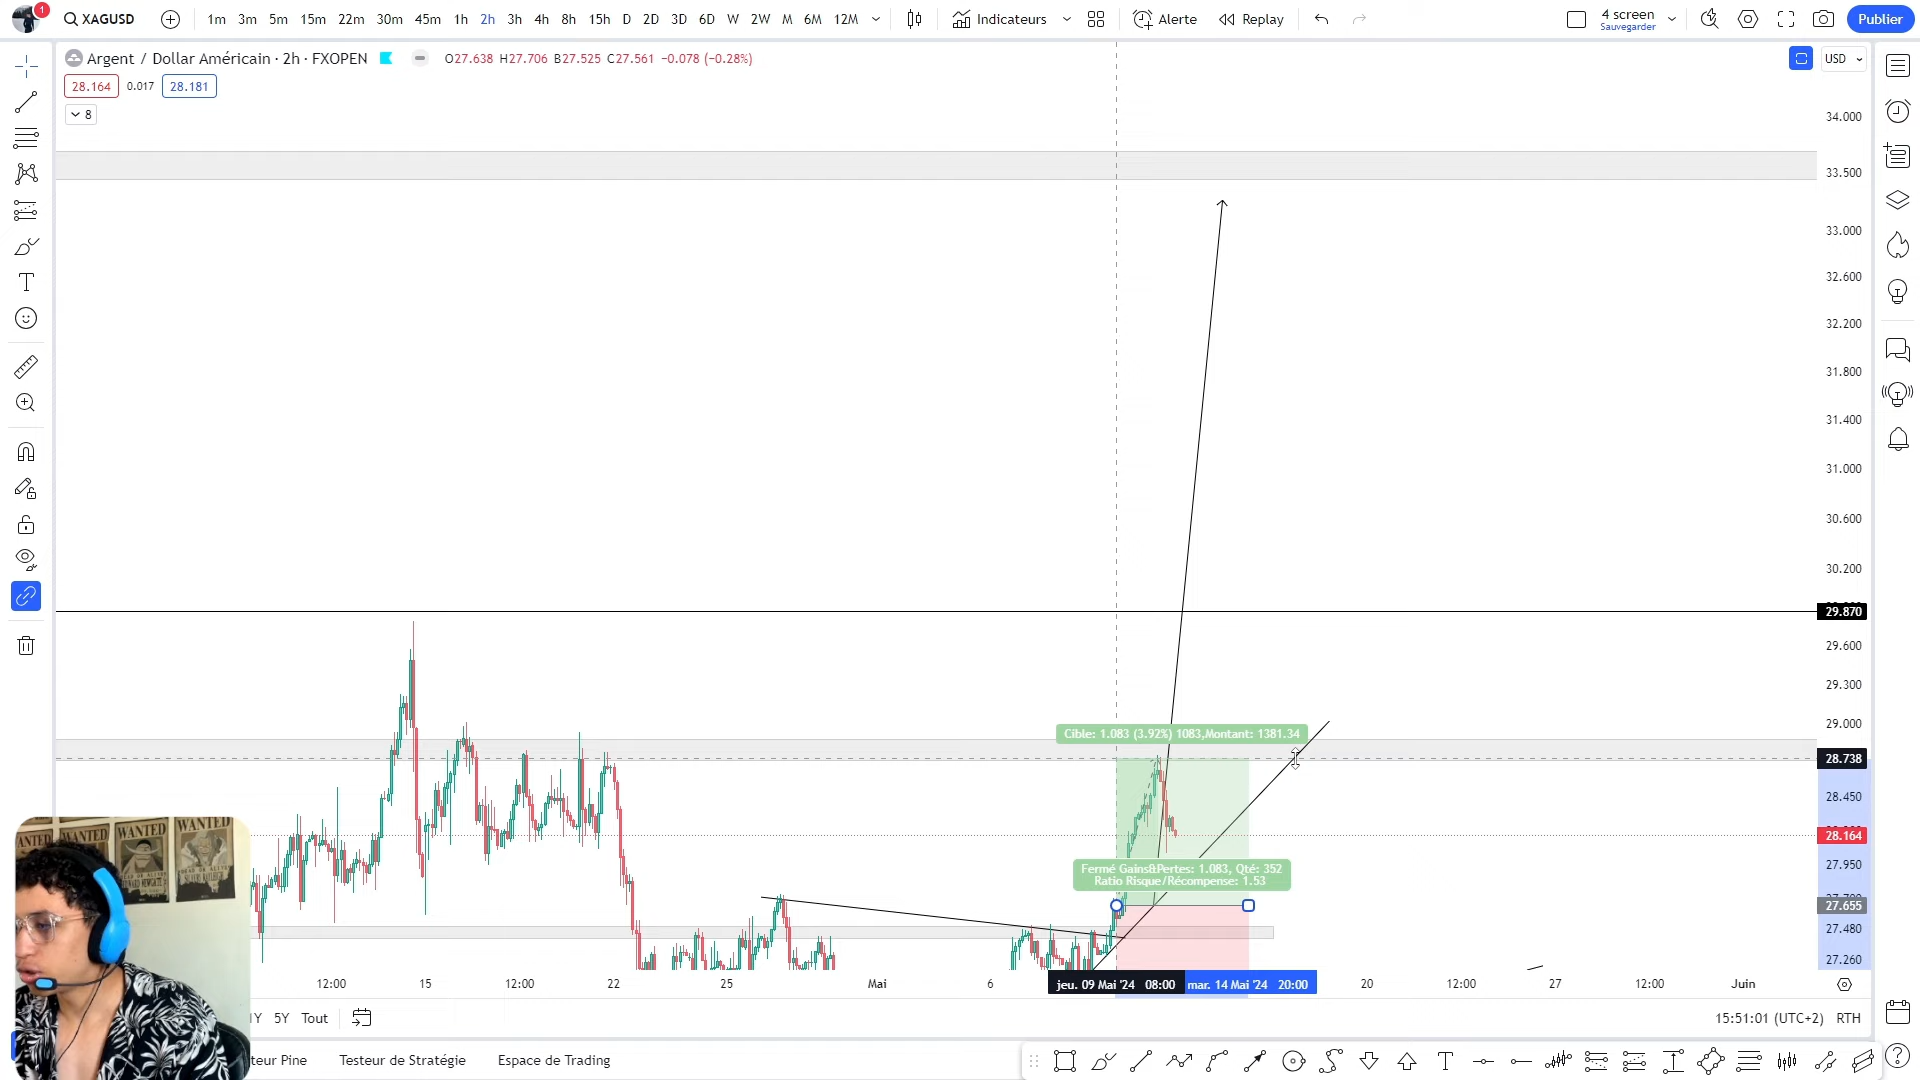 1
XAGUSD
1m 3m 5m 15m 22m 30m 45m 1h 2h 3h 4h 8h 15h D 2D 3D 6D W 2W M 6M 12M
Indicateurs
Alerte
Replay
4 screen
Sauvegarder
Publier
Argent / Dollar Américain · 2h · FXOPEN
O27.638 H27.706 B27.525 C27.561 −0.078 (−0.28%)
USD
28.164 0.017 28.181
8
34.000
33.500
33.000
32.600
32.200
31.800
31.400
31.000
30.600
30.200
29.870
29.600
29.300
29.000
Cible: 1.083 (3.92%) 1083,Montant: 1381.34
28.738
28.450
28.164
27.950
Fermé Gains&Pertes: 1.083, Qté: 352
Ratio Risque/Récompense: 1.53
27.655
27.480
27.260
WANTED WANTED WANTED
12:00 15 12:00 22 25 Mai 6 jeu. 09 Mai '24 08:00 mar. 14 Mai '24 20:00 20 12:00 27 12:00 Juin
5Y Tout
15:51:01 (UTC+2) RTH
teur Pine Testeur de Stratégie Espace de Trading